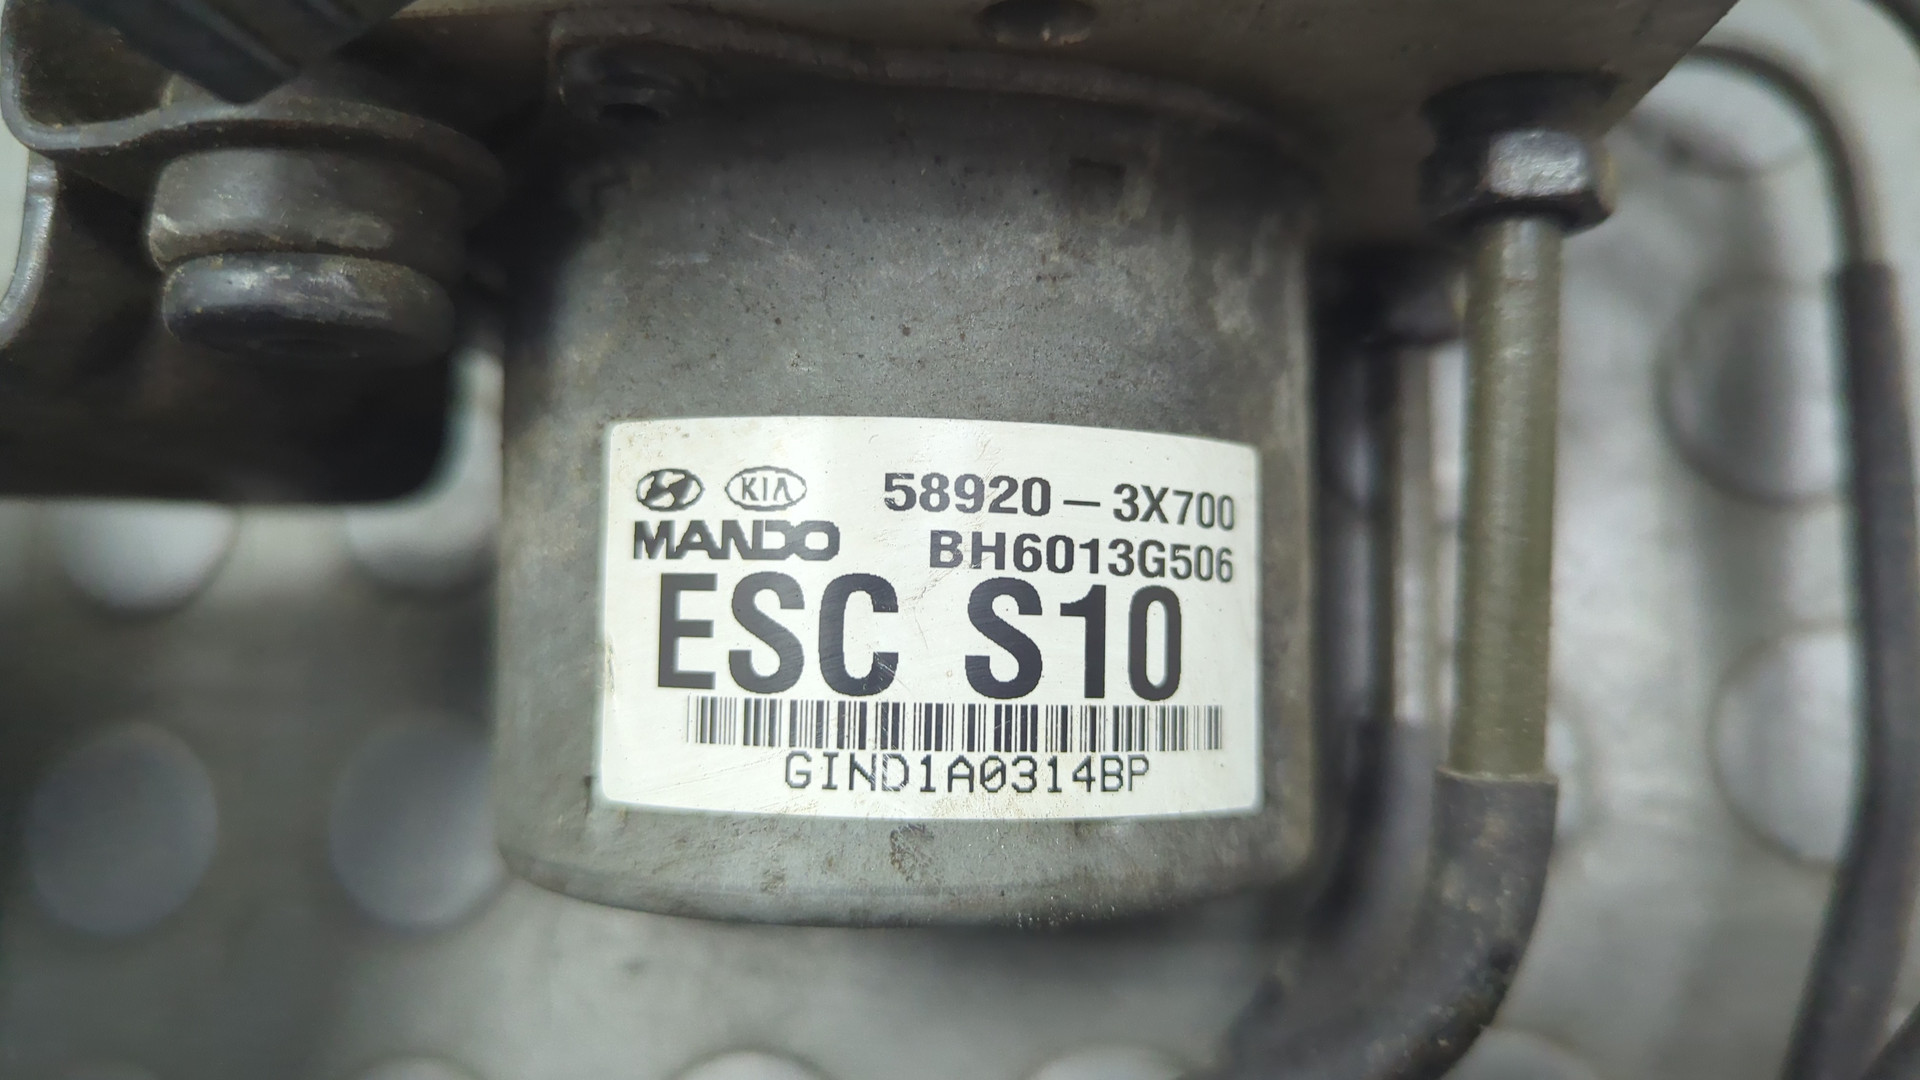 KIA 58920-3X700
MANDO BH6013G506
ESC S10
GIND1A0314BP